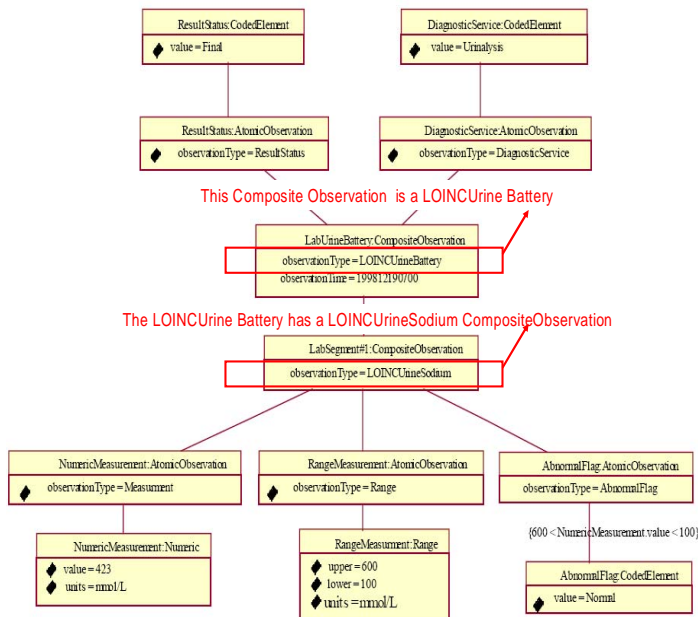 ResultStatus:CodedElement
value = Final
DiagnosticService:CodedElement
value = Urinalysis
ResultStatus:AtomicObservation
observationType = ResultStatus
DiagnosticService:AtomicObservation
observationType = DiagnosticService
This Composite Observation is a LOINCUrine Battery
LabUrineBattery:CompositeObservation
observationType = LOINCUrineBattery
observationTime = 199812190700
The LOINCUrine Battery has a LOINCUrineSodium CompositeObservation
LabSegment#1:CompositeObservation
observationType = LOINCUrineSodium
NumericMeasurement:AtomicObservation
observationType = Measurment
RangeMeasurement:AtomicObservation
observationType = Range
AbnormalFlag:AtomicObservation
observationType = AbnormalFlag
{600 < NumericMeasurement.value < 100}
NumericMeasurement:Numeric
value = 423
units = mmol/L
RangeMeasurment:Range
upper = 600
lower = 100
units = mmol/L
AbnormalFlag:CodedElement
value = Normal